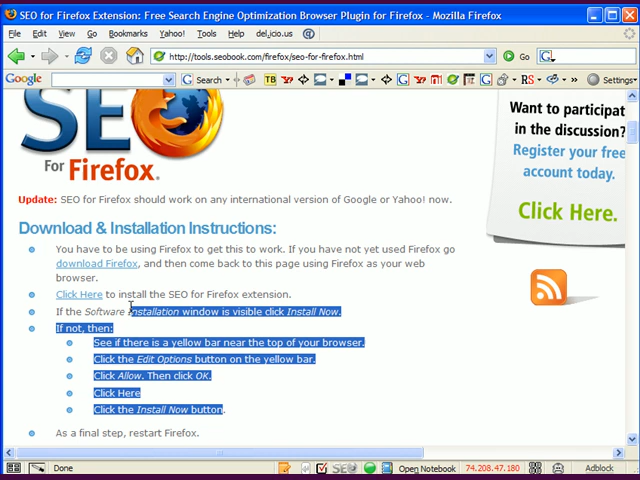 SEO for Firefox Extension: Free Search Engine Optimization Browser Plugin for Firefox - Mozilla Firefox
File Edit View Go Bookmarks Yahoo! Tools del.icio.us Help
http://tools.seobook.com/firefox/seo-for-firefox.html Go
Google Search TB RS Settings
SEO
For Firefox.
Want to participat
in the discussion?
Register your free
account today.
Click Here.
Update: SEO for Firefox should work on any international version of Google or Yahoo! now.
Download & Installation Instructions:
You have to be using Firefox to get this to work. If you have not yet used Firefox go
download Firefox, and then come back to this page using Firefox as your web
browser.
Click Here to install the SEO for Firefox extension.
If the Software Installation window is visible click Install Now.
If not, then:
See if there is a yellow bar near the top of your browser.
Click the Edit Options button on the yellow bar.
Click Allow. Then click OK.
Click Here
Click the Install Now button.
As a final step, restart Firefox.
Done SEO Open Notebook 74.208.47.180 Adblock